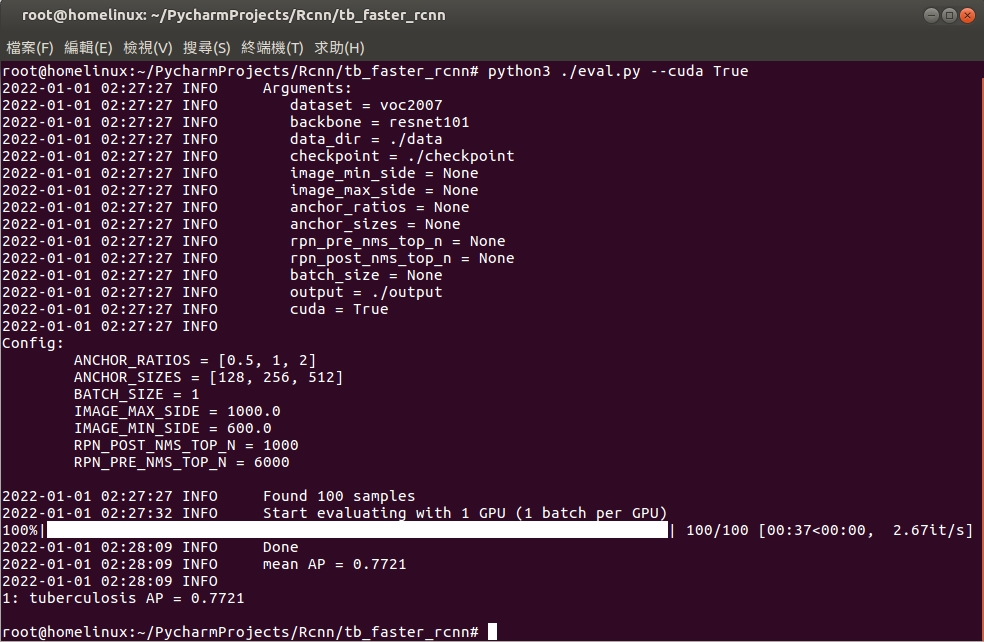 root@homelinux: ~/PycharmProjects/Rcnn/tb_faster_rcnn
檔案(F) 編輯(E) 檢視(V) 搜尋(S) 終端機(T) 求助(H)
root@homelinux:~/PycharmProjects/Rcnn/tb_faster_rcnn# python3 ./eval.py --cuda True
2022-01-01 02:27:27 INFO     Arguments:
2022-01-01 02:27:27 INFO        dataset = voc2007
2022-01-01 02:27:27 INFO        backbone = resnet101
2022-01-01 02:27:27 INFO        data_dir = ./data
2022-01-01 02:27:27 INFO        checkpoint = ./checkpoint
2022-01-01 02:27:27 INFO        image_min_side = None
2022-01-01 02:27:27 INFO        image_max_side = None
2022-01-01 02:27:27 INFO        anchor_ratios = None
2022-01-01 02:27:27 INFO        anchor_sizes = None
2022-01-01 02:27:27 INFO        rpn_pre_nms_top_n = None
2022-01-01 02:27:27 INFO        rpn_post_nms_top_n = None
2022-01-01 02:27:27 INFO        batch_size = None
2022-01-01 02:27:27 INFO        output = ./output
2022-01-01 02:27:27 INFO        cuda = True
2022-01-01 02:27:27 INFO
Config:
        ANCHOR_RATIOS = [0.5, 1, 2]
        ANCHOR_SIZES = [128, 256, 512]
        BATCH_SIZE = 1
        IMAGE_MAX_SIDE = 1000.0
        IMAGE_MIN_SIDE = 600.0
        RPN_POST_NMS_TOP_N = 1000
        RPN_PRE_NMS_TOP_N = 6000
2022-01-01 02:27:27 INFO     Found 100 samples
2022-01-01 02:27:32 INFO     Start evaluating with 1 GPU (1 batch per GPU)
100%| | 100/100 [00:37<00:00,  2.67it/s]
2022-01-01 02:28:09 INFO     Done
2022-01-01 02:28:09 INFO     mean AP = 0.7721
2022-01-01 02:28:09 INFO
1: tuberculosis AP = 0.7721
root@homelinux:~/PycharmProjects/Rcnn/tb_faster_rcnn#